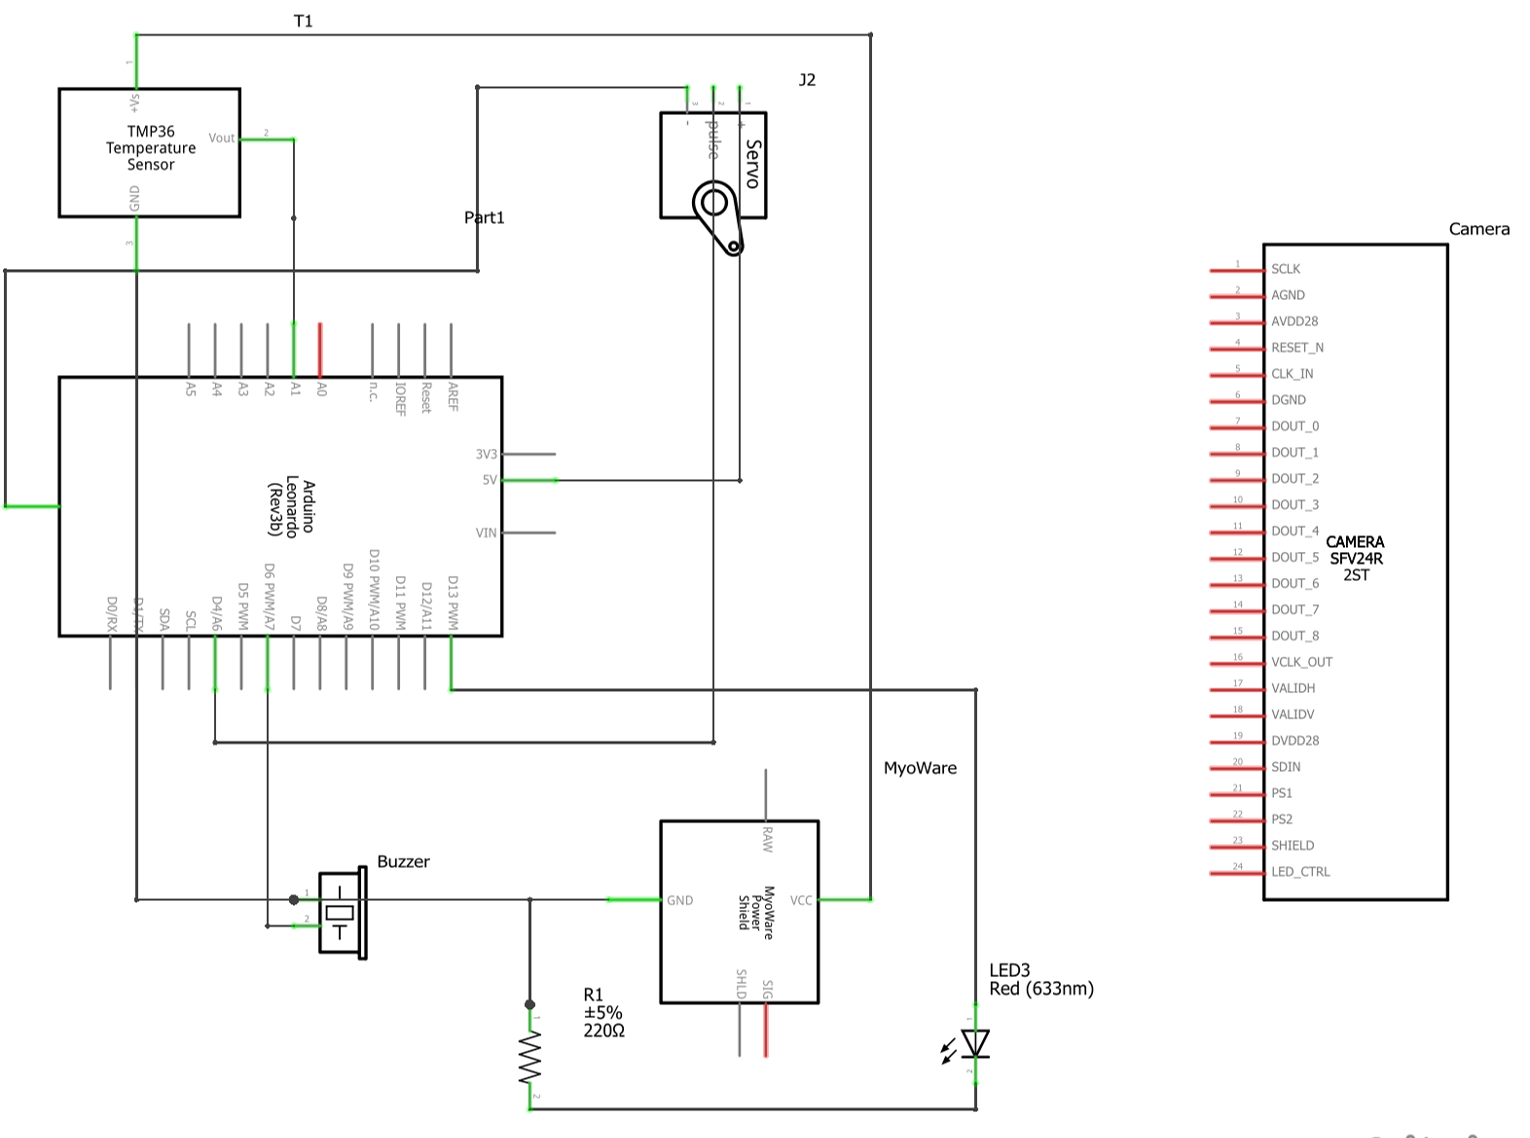 T1
1
+Vs
TMP36
Temperature
Sensor
Vout
2
GND
3
Part1
J2
3
2
1
-
pulse
+
Servo
A5
A4
A3
A2
A1
A0
n.c.
IOREF
Reset
AREF
3V3
5V
VIN
Arduino
Leonardo
(Rev3b)
D0/RX
D1/TX
SDA
SCL
D4/A6
D5 PWM
D6 PWM/A7
D7
D8/A8
D9 PWM/A9
D10 PWM/A10
D11 PWM
D12/A11
D13 PWM
Camera
1
SCLK
2
AGND
3
AVDD28
4
RESET_N
5
CLK_IN
6
DGND
7
DOUT_0
8
DOUT_1
9
DOUT_2
10
DOUT_3
11
DOUT_4
12
DOUT_5
13
DOUT_6
14
DOUT_7
15
DOUT_8
16
VCLK_OUT
17
VALIDH
18
VALIDV
19
DVDD28
20
SDIN
21
PS1
22
PS2
23
SHIELD
24
LED_CTRL
CAMERA
SFV24R
2ST
MyoWare
RAW
GND
VCC
MyoWare
Power
Shield
SHLD
SIG
Buzzer
1
2
R1
±5%
220Ω
1
2
LED3
Red (633nm)
1
2